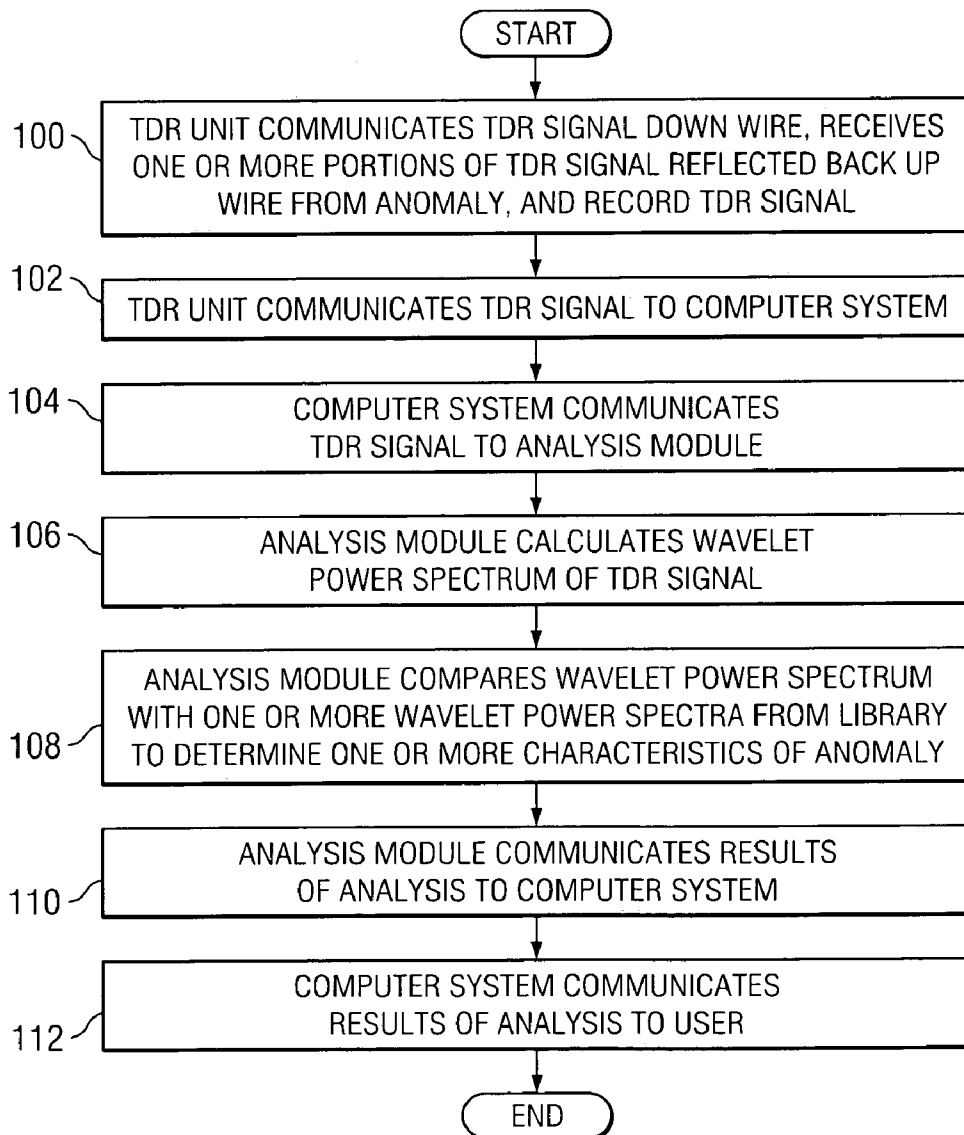 START
100
TDR UNIT COMMUNICATES TDR SIGNAL DOWN WIRE, RECEIVES
ONE OR MORE PORTIONS OF TDR SIGNAL REFLECTED BACK UP
WIRE FROM ANOMALY, AND RECORD TDR SIGNAL
102
TDR UNIT COMMUNICATES TDR SIGNAL TO COMPUTER SYSTEM
104
COMPUTER SYSTEM COMMUNICATES
TDR SIGNAL TO ANALYSIS MODULE
106
ANALYSIS MODULE CALCULATES WAVELET
POWER SPECTRUM OF TDR SIGNAL
108
ANALYSIS MODULE COMPARES WAVELET POWER SPECTRUM
WITH ONE OR MORE WAVELET POWER SPECTRA FROM LIBRARY
TO DETERMINE ONE OR MORE CHARACTERISTICS OF ANOMALY
110
ANALYSIS MODULE COMMUNICATES RESULTS
OF ANALYSIS TO COMPUTER SYSTEM
112
COMPUTER SYSTEM COMMUNICATES
RESULTS OF ANALYSIS TO USER
END